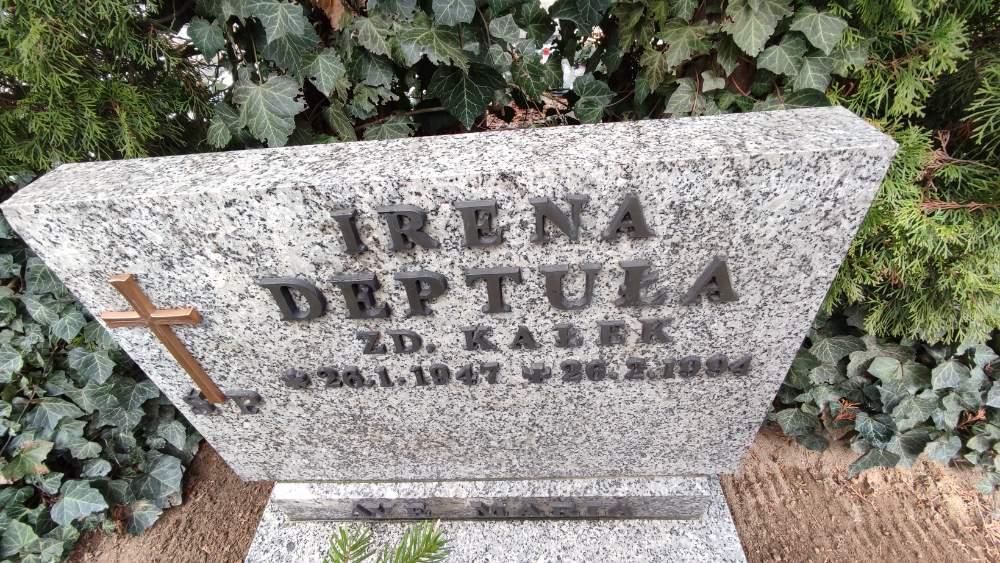 IRENA
DEPTUŁA
ZD. KAŁEK
* 26.1.1947 ✝ 26.2.1994
Ś. P.
AVE MARIA